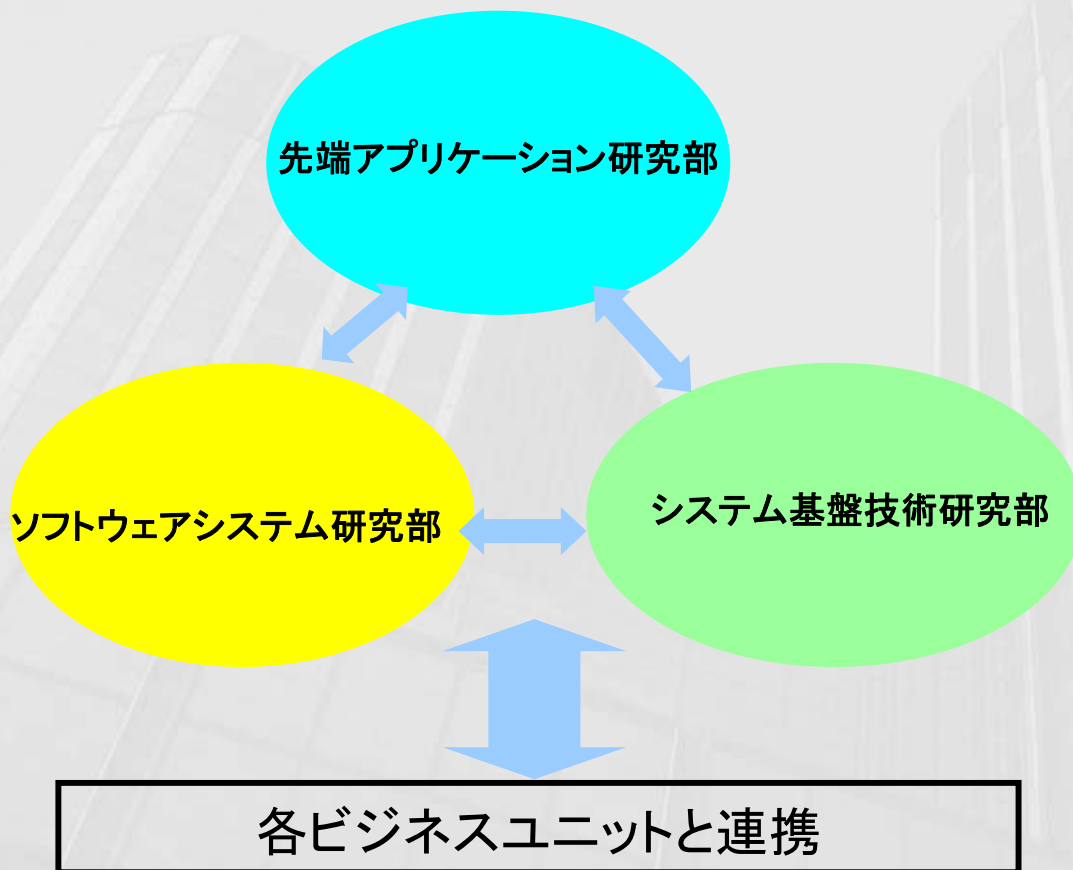 先端アプリケーション研究部
ソフトウェアシステム研究部
システム基盤技術研究部
各ビジネスユニットと連携